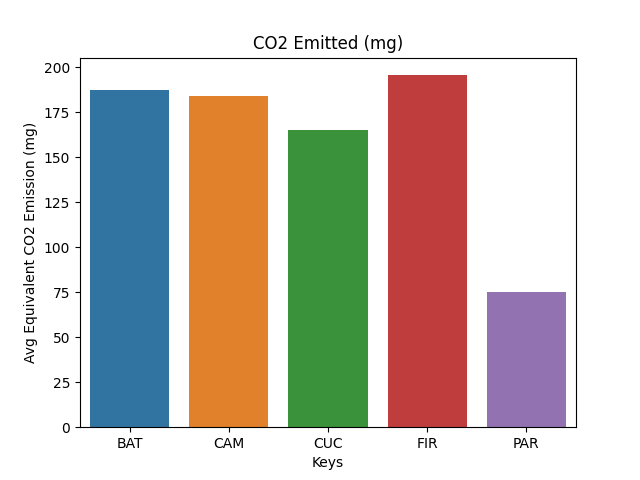 CO2 Emitted (mg)
200
175
150
125
100
75
50
25
0
Avg Equivalent CO2 Emission (mg)
BAT CAM CUC FIR PAR
Keys